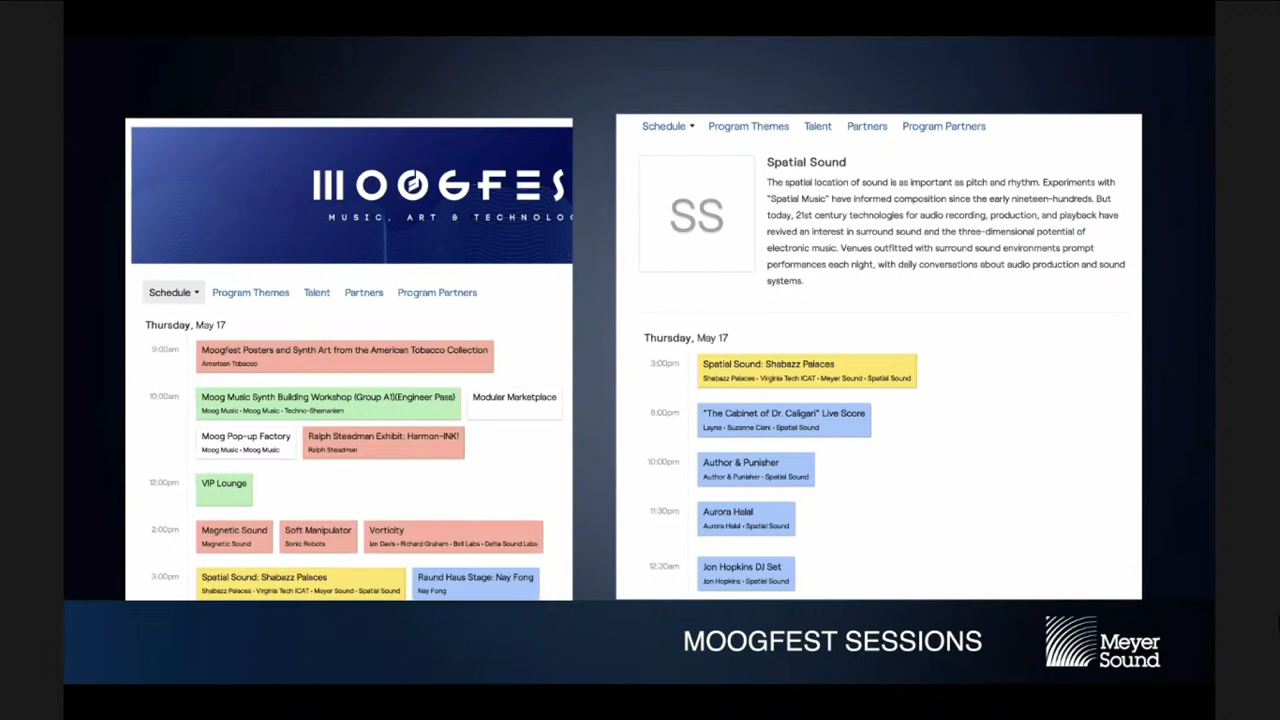 MOOGFES
MUSIC, ART & TECHNOLO
Schedule Program Themes Talent Partners Program Partners
Thursday, May 17
9:00am
Moogfest Posters and Synth Art from the American Tobacco Collection
American Tobacco
10:00am
Moog Music Synth Building Workshop (Group A1)(Engineer Pass)
Moog Music • Moog Music • Techno-Shamanism
Modular Marketplace
Moog Pop-up Factory
Moog Music • Moog Music
Ralph Steadman Exhibit: Harmon-INK!
Ralph Steadman
12:00pm
VIP Lounge
2:00pm
Magnetic Sound
Magnetic Sound
Soft Manipulator
Sonic Robots
Vorticity
Ian Davis • Richard Graham • Bell Labs • Delta Sound Labs
3:00pm
Spatial Sound: Shabazz Palaces
Shabazz Palaces • Virginia Tech ICAT • Meyer Sound • Spatial Sound
Raund Haus Stage: Nay Fong
Nay Fong
Schedule Program Themes Talent Partners Program Partners
SS
Spatial Sound
The spatial location of sound is as important as pitch and rhythm. Experiments with
"Spatial Music" have informed composition since the early nineteen-hundreds. But
today, 21st century technologies for audio recording, production, and playback have
revived an interest in surround sound and the three-dimensional potential of
electronic music. Venues outfitted with surround sound environments prompt
performances each night, with daily conversations about audio production and sound
systems.
Thursday, May 17
3:00pm
Spatial Sound: Shabazz Palaces
Shabazz Palaces • Virginia Tech ICAT • Meyer Sound • Spatial Sound
8:00pm
"The Cabinet of Dr. Caligari" Live Score
Layne • Suzanne Ciani • Spatial Sound
10:00pm
Author & Punisher
Author & Punisher • Spatial Sound
11:30pm
Aurora Halal
Aurora Halal • Spatial Sound
12:30am
Jon Hopkins DJ Set
Jon Hopkins • Spatial Sound
MOOGFEST SESSIONS
Meyer
Sound